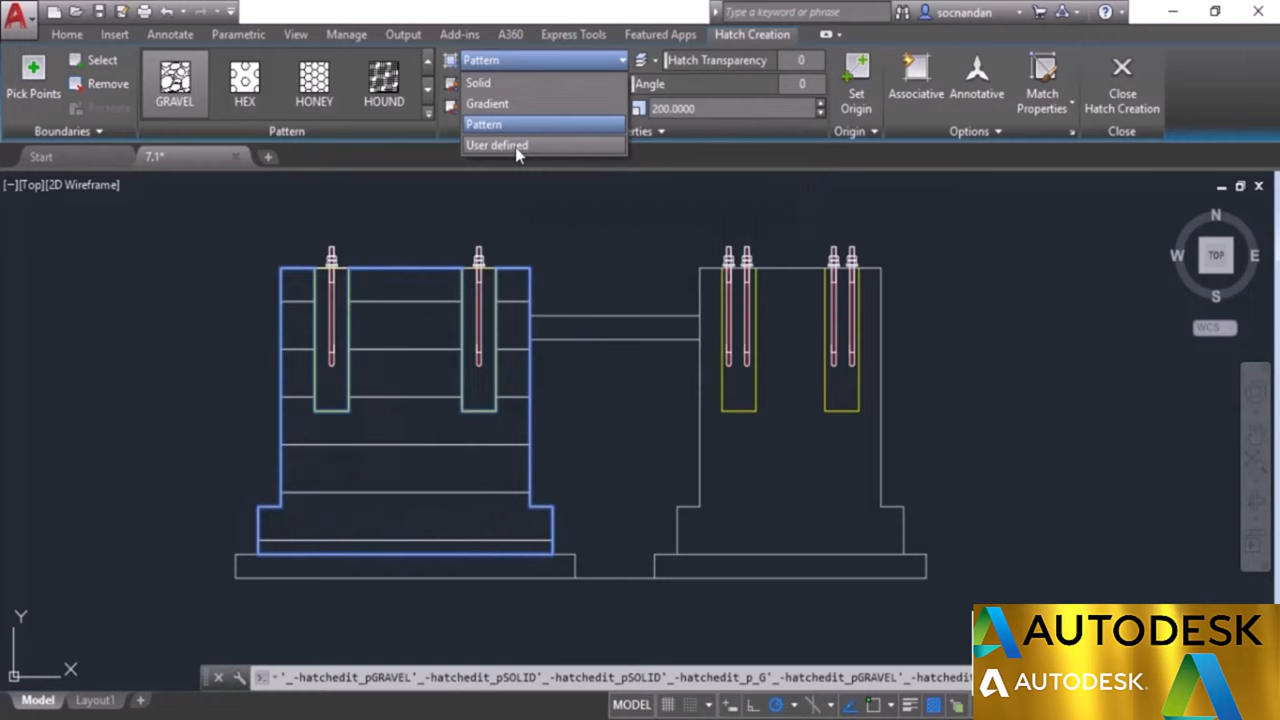 Type a keyword or phrase
socnandan
Home Insert Annotate Parametric View Manage Output Add-ins A360 Express Tools Featured Apps Hatch Creation
Pick Points
Select
Remove
Recreate
Boundaries
GRAVEL HEX HONEY HOUND
Pattern
Pattern
Solid
Gradient
Pattern
User defined
Hatch Transparency 0
Angle 0
200.0000
Set
Origin
Origin
Associative
Annotative
Match
Properties
Options
Close
Hatch Creation
Close
Start 7.1*
[−][Top][2D Wireframe]
N
W TOP E
S
WCS
Y
X
'_-hatchedit_pGRAVEL'_-hatchedit_pSOLID'_-hatchedit_pSOLID'_-hatchedit_p_G'_-hatchedit_pGRAVEL'_-hatchedit_p
Model Layout1
MODEL
AUTODESK
AUTODESK.